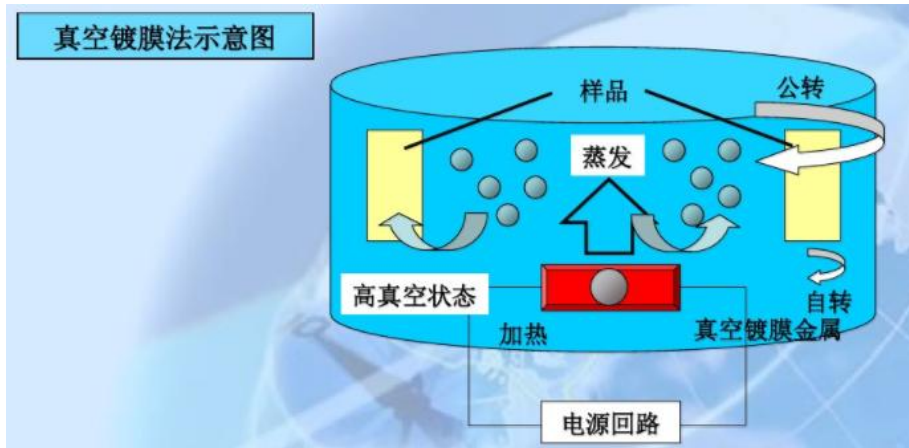 真空镀膜法示意图
样品
公转
蒸发
高真空状态
自转
加热
真空镀膜金属
电源回路